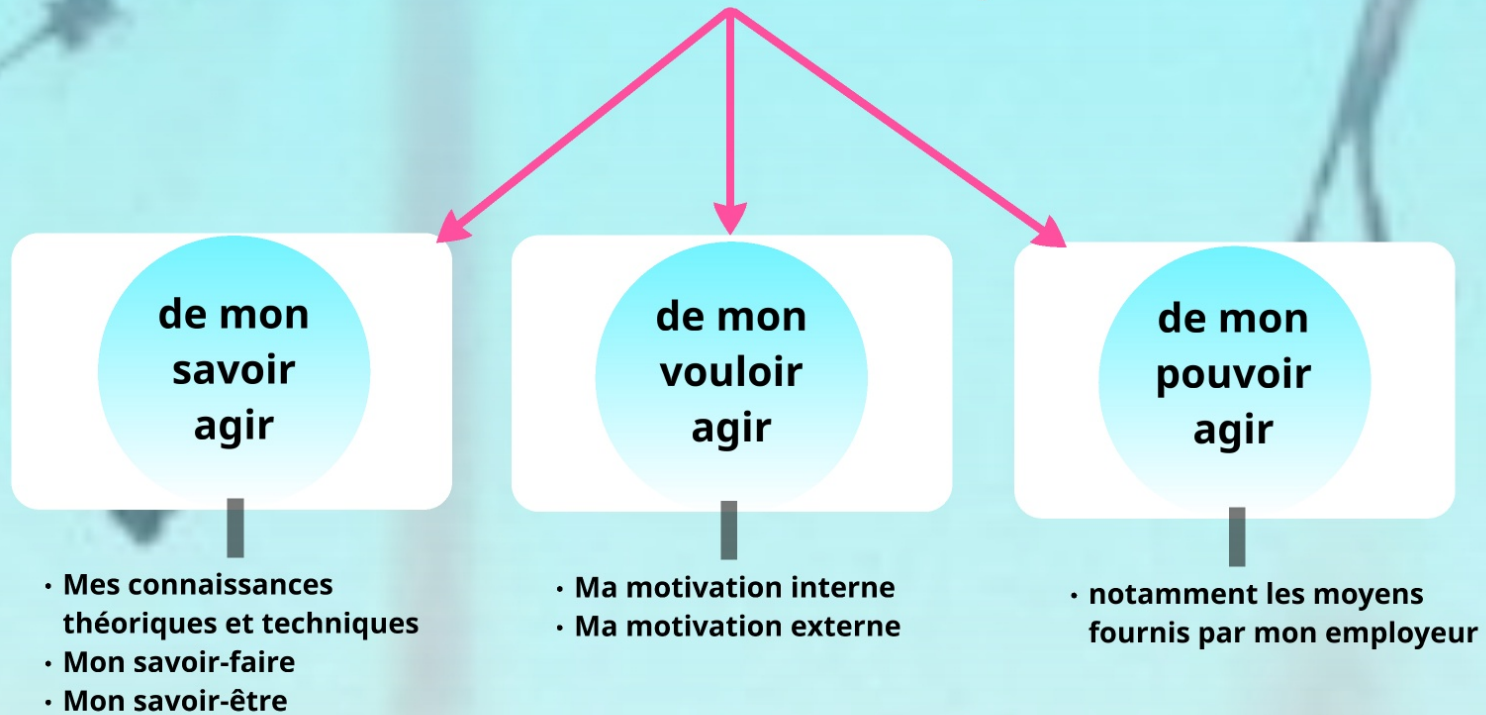 de mon
savoir
agir
de mon
vouloir
agir
de mon
pouvoir
agir
· Mes connaissances
théoriques et techniques
· Mon savoir-faire
· Mon savoir-être
· Ma motivation interne
· Ma motivation externe
· notamment les moyens
fournis par mon employeur